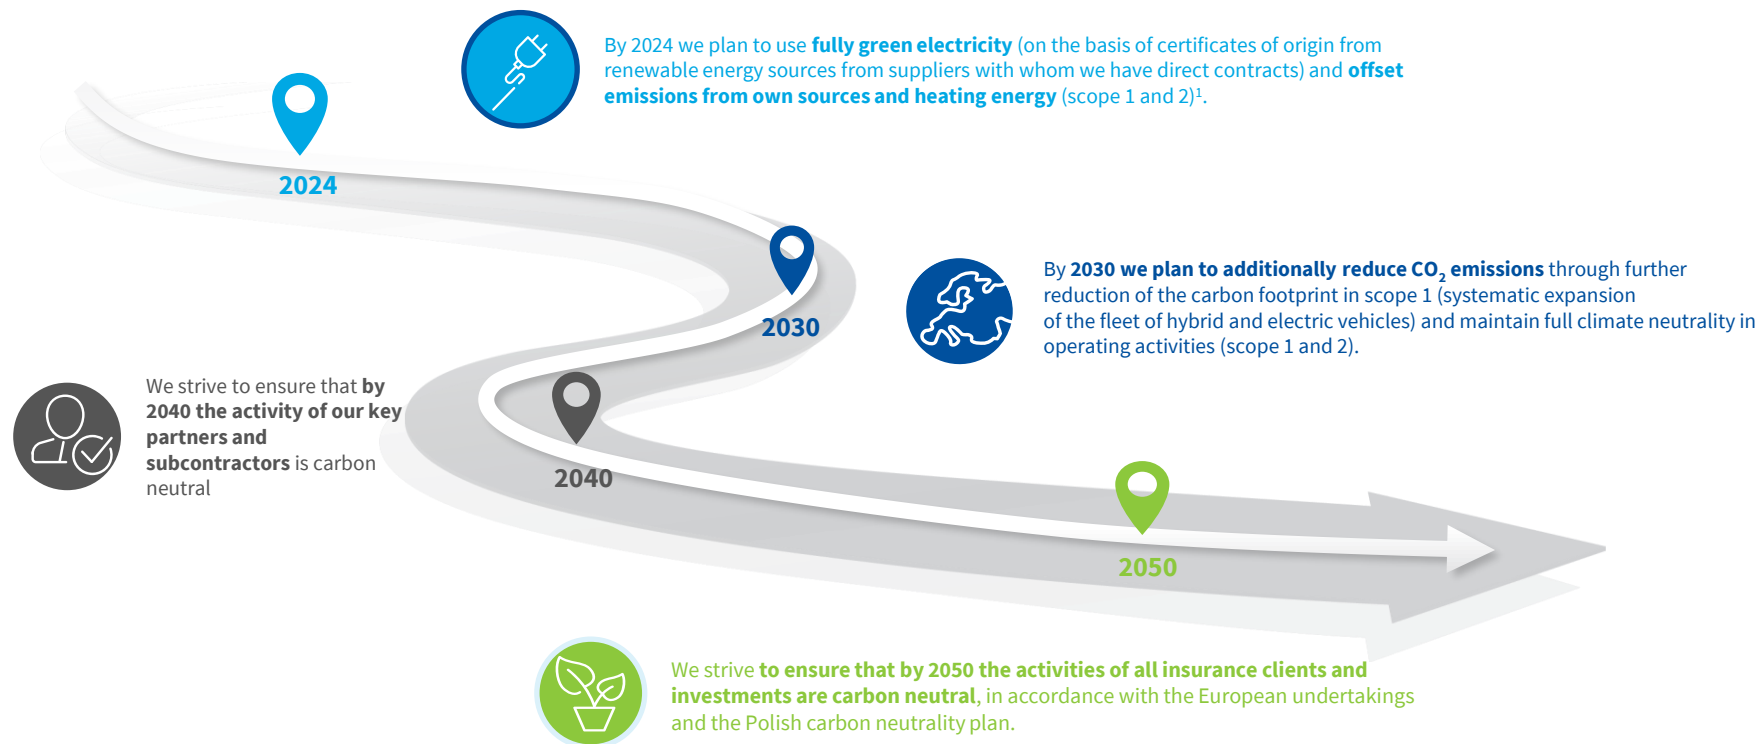 By 2024 we plan to use fully green electricity (on the basis of certificates of origin from
renewable energy sources from suppliers with whom we have direct contracts) and offset
emissions from own sources and heating energy (scope 1 and 2)¹.
2024
By 2030 we plan to additionally reduce CO₂ emissions through further
reduction of the carbon footprint in scope 1 (systematic expansion
of the fleet of hybrid and electric vehicles) and maintain full climate neutrality in
operating activities (scope 1 and 2).
2030
We strive to ensure that by
2040 the activity of our key
partners and
subcontractors is carbon
neutral
2040
2050
We strive to ensure that by 2050 the activities of all insurance clients and
investments are carbon neutral, in accordance with the European undertakings
and the Polish carbon neutrality plan.